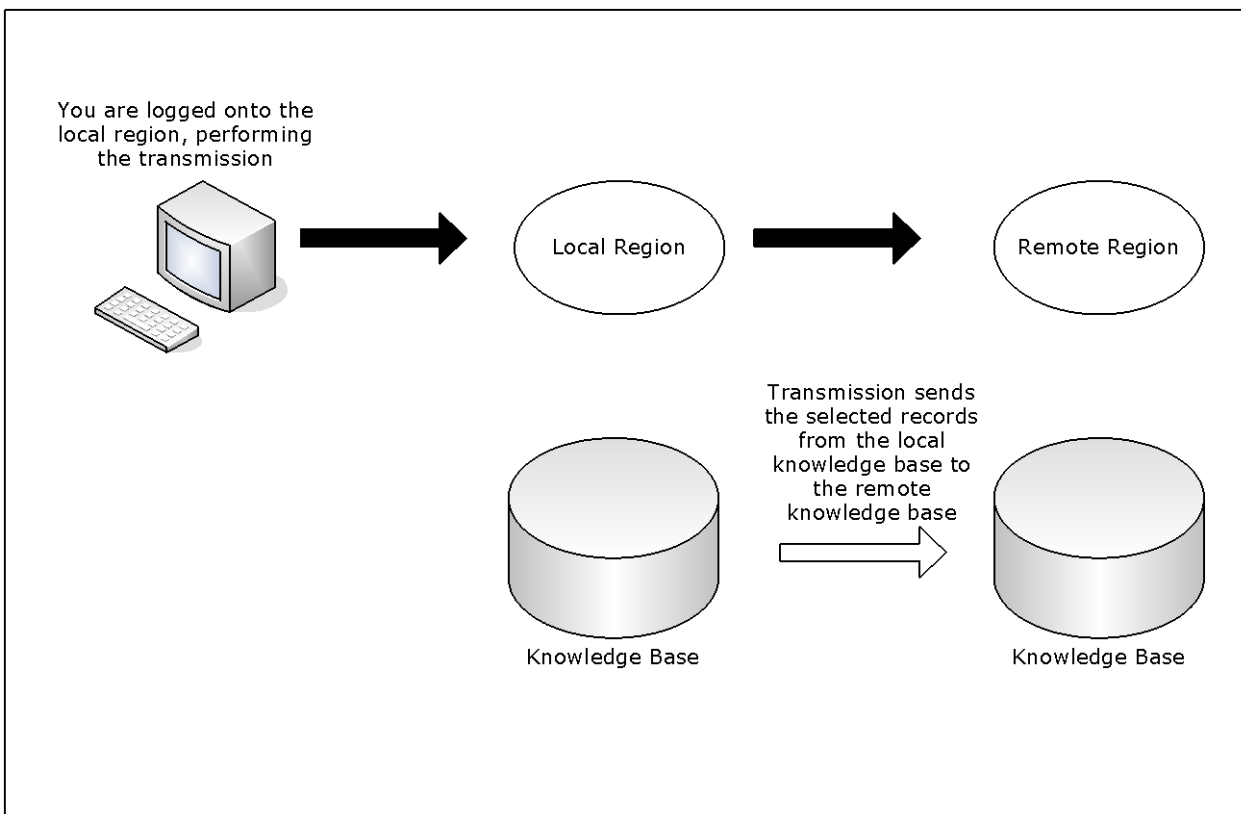 You are logged onto the
local region, performing
the transmission
Local Region
Remote Region
Transmission sends
the selected records
from the local
knowledge base to
the remote
knowledge base
Knowledge Base
Knowledge Base